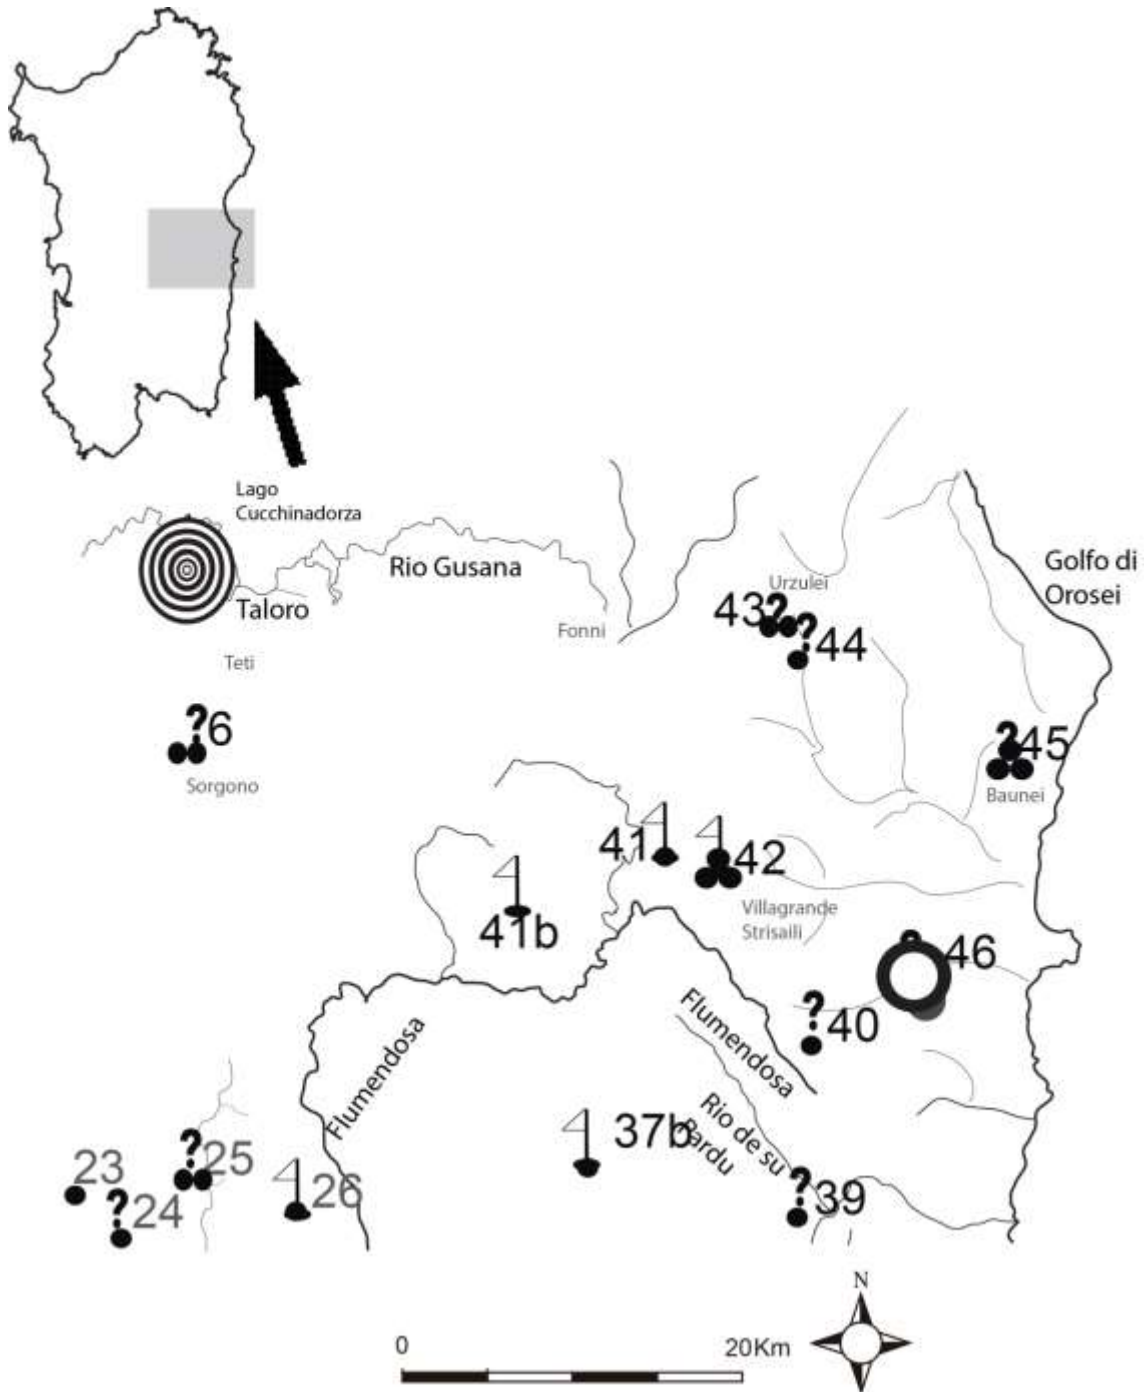 Lago
Cucchinadorza
Rio Gusana
Golfo di
Orosei
Urzulei
Taloro
43?
?44
Fonni
Teti
?6
?45
Sorgono
Baunei
41
42
41b
Villagrande
Strisaili
46
Flumendosa
?40
Flumendosa
Rio de su
Pardu
37b
23
?25
?24
26
?39
N
0
20Km